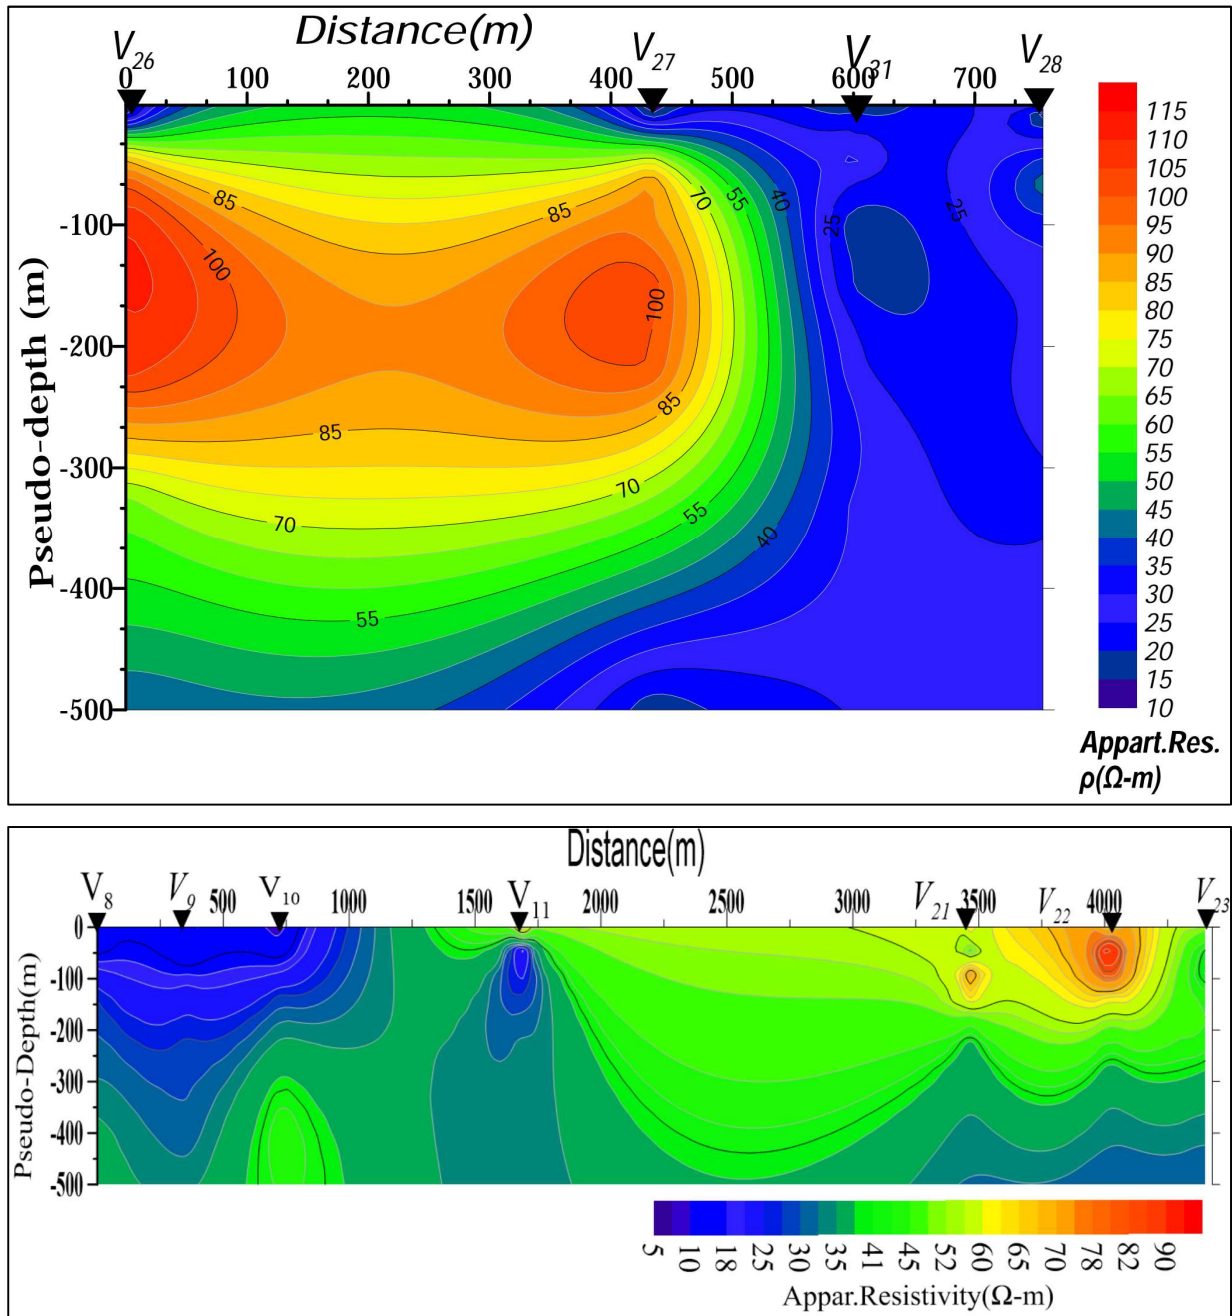 Distance(m)
V26 V27 V31 V28
0 100 200 300 400 500 600 700
Pseudo-depth (m)
-100
-200
-300
-400
-500
85 85 70 55 40 25 25
100 100
85 85
70 70 55 40
55
115
110
105
100
95
90
85
80
75
70
65
60
55
50
45
40
35
30
25
20
15
10
Appart.Res.
ρ(Ω-m)
Distance(m)
V8 V9 500 V10 1000 1500 V11 2000 2500 3000 V21 3500 V22 4000 V23
Pseudo-Depth(m)
0
-100
-200
-300
-400
-500
5 10 18 25 30 35 41 45 52 60 65 70 78 82 90
Appar.Resistivity(Ω-m)